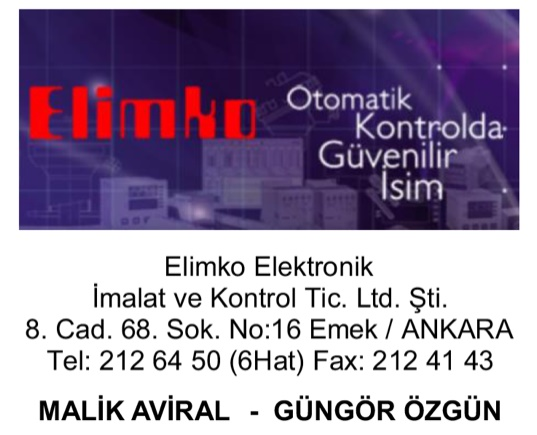 Elimko
Otomatik
Kontrolda
Güvenilir
İsim
Elimko Elektronik
İmalat ve Kontrol Tic. Ltd. Şti.
8. Cad. 68. Sok. No:16 Emek / ANKARA
Tel: 212 64 50 (6Hat) Fax: 212 41 43
MALİK AVİRAL - GÜNGÖR ÖZGÜN